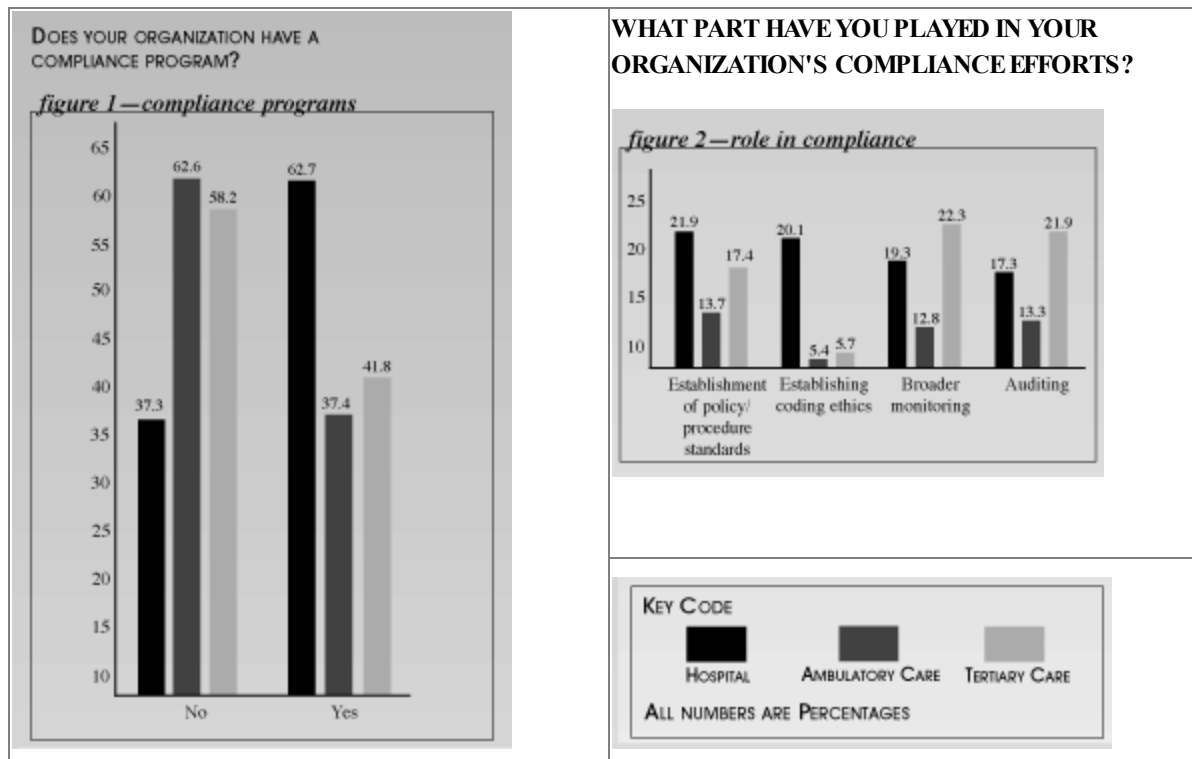 DOES YOUR ORGANIZATION HAVE A
COMPLIANCE PROGRAM?
figure 1—compliance programs
65
60
55
50
45
40
35
30
25
20
15
10
37.3
62.6
58.2
62.7
37.4
41.8
No Yes
WHAT PART HAVE YOU PLAYED IN YOUR
ORGANIZATION'S COMPLIANCE EFFORTS?
figure 2—role in compliance
25
20
15
10
21.9 13.7 17.4 20.1 5.4 5.7 19.3 12.8 22.3 17.3 13.3 21.9
Establishment Establishing Broader Auditing
of policy/ coding ethics monitoring
procedure
standards
KEY CODE
HOSPITAL AMBULATORY CARE TERTIARY CARE
ALL NUMBERS ARE PERCENTAGES